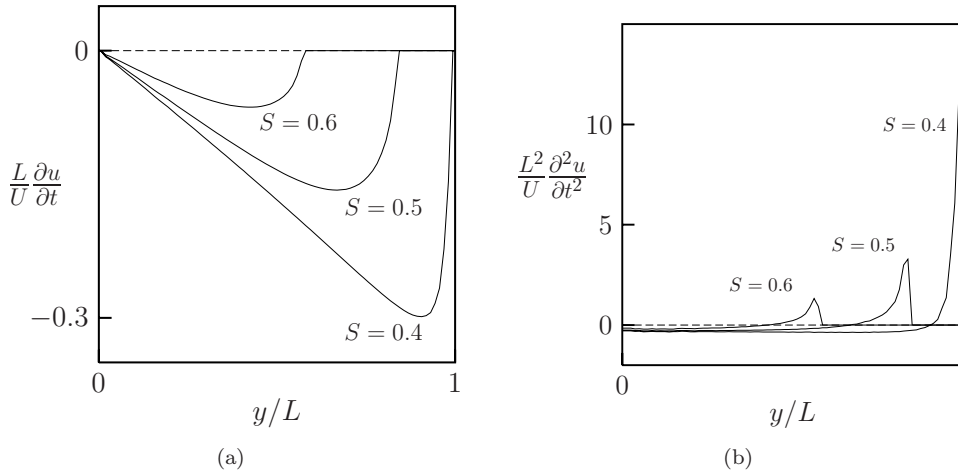 0
−0.3
L/U ∂u/∂t
S = 0.6
S = 0.5
S = 0.4
0
1
y/L
(a)
10
5
0
L²/U ∂²u/∂t²
S = 0.4
S = 0.5
S = 0.6
0
y/L
(b)